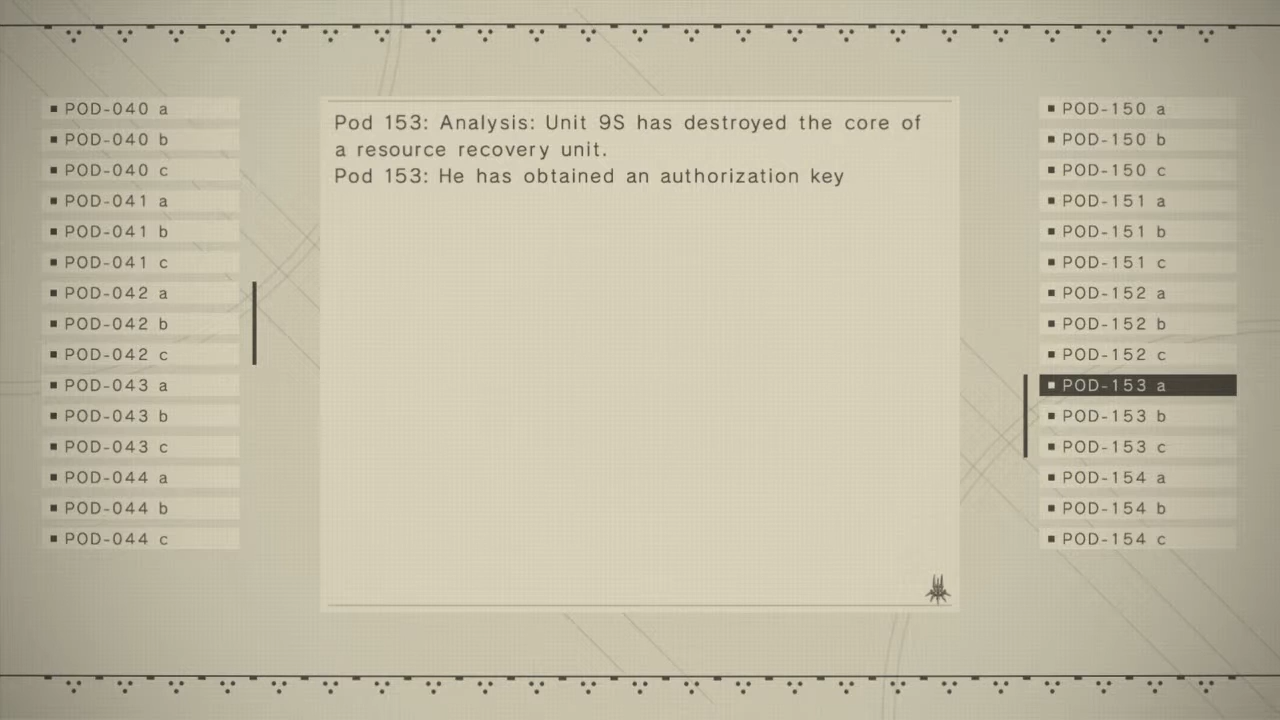 POD-040 a
POD-040 b
POD-040 c
POD-041 a
POD-041 b
POD-041 c
POD-042 a
POD-042 b
POD-042 c
POD-043 a
POD-043 b
POD-043 c
POD-044 a
POD-044 b
POD-044 c
Pod 153: Analysis: Unit 9S has destroyed the core of
a resource recovery unit.
Pod 153: He has obtained an authorization key
POD-150 a
POD-150 b
POD-150 c
POD-151 a
POD-151 b
POD-151 c
POD-152 a
POD-152 b
POD-152 c
POD-153 a
POD-153 b
POD-153 c
POD-154 a
POD-154 b
POD-154 c